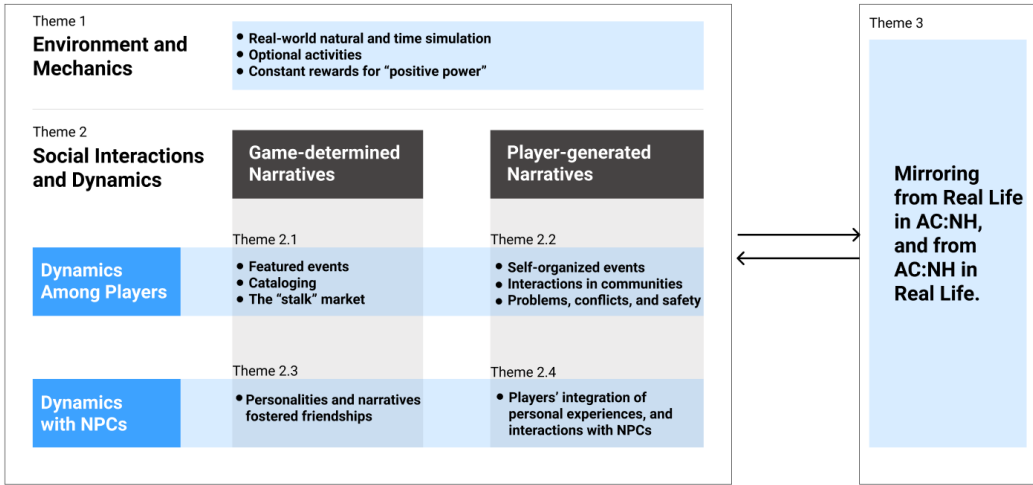 Theme 1
Environment and
Mechanics
● Real-world natural and time simulation
● Optional activities
● Constant rewards for “positive power”
Theme 2
Social Interactions
and Dynamics
Game-determined
Narratives
Player-generated
Narratives
Dynamics
Among Players
Theme 2.1
● Featured events
● Cataloging
● The “stalk” market
Theme 2.2
● Self-organized events
● Interactions in communities
● Problems, conflicts, and safety
Dynamics
with NPCs
Theme 2.3
● Personalities and narratives
fostered friendships
Theme 2.4
● Players’ integration of
personal experiences, and
interactions with NPCs
Theme 3
Mirroring
from Real Life
in AC:NH,
and from
AC:NH in
Real Life.